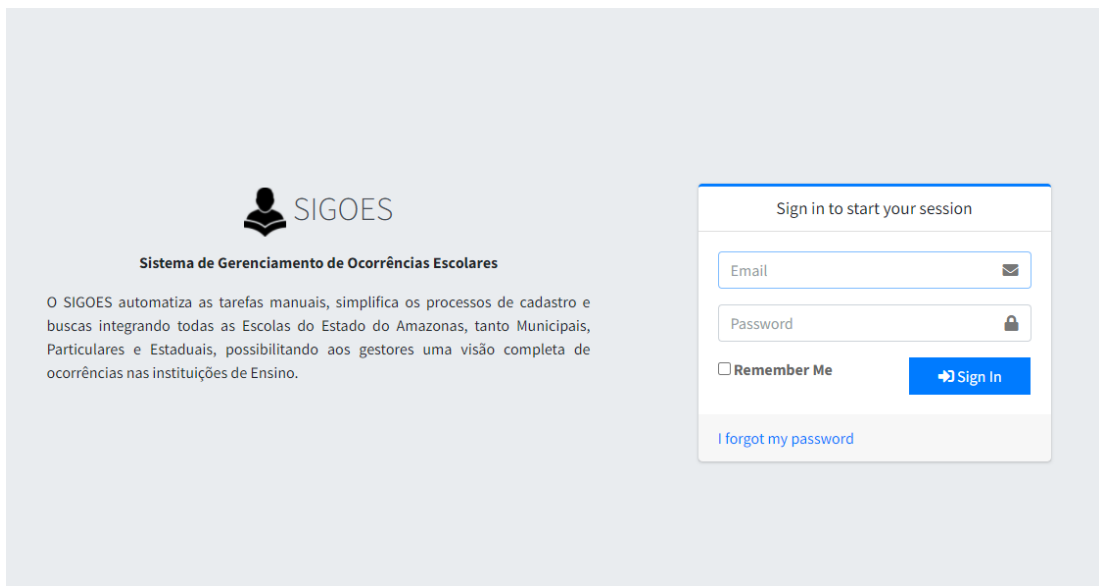 SIGOES
Sistema de Gerenciamento de Ocorrências Escolares
O SIGOES automatiza as tarefas manuais, simplifica os processos de cadastro e
buscas integrando todas as Escolas do Estado do Amazonas, tanto Municipais,
Particulares e Estaduais, possibilitando aos gestores uma visão completa de
ocorrências nas instituições de Ensino.
Sign in to start your session
Email
Password
Remember Me
Sign In
I forgot my password